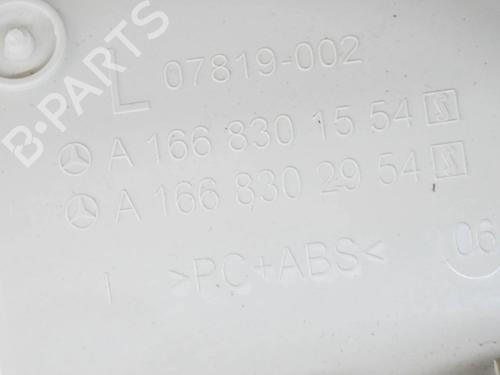 B-PARTS
L 07819-002
A 166 830 15 54
A 166 830 29 54
I >PC+ABS< 06